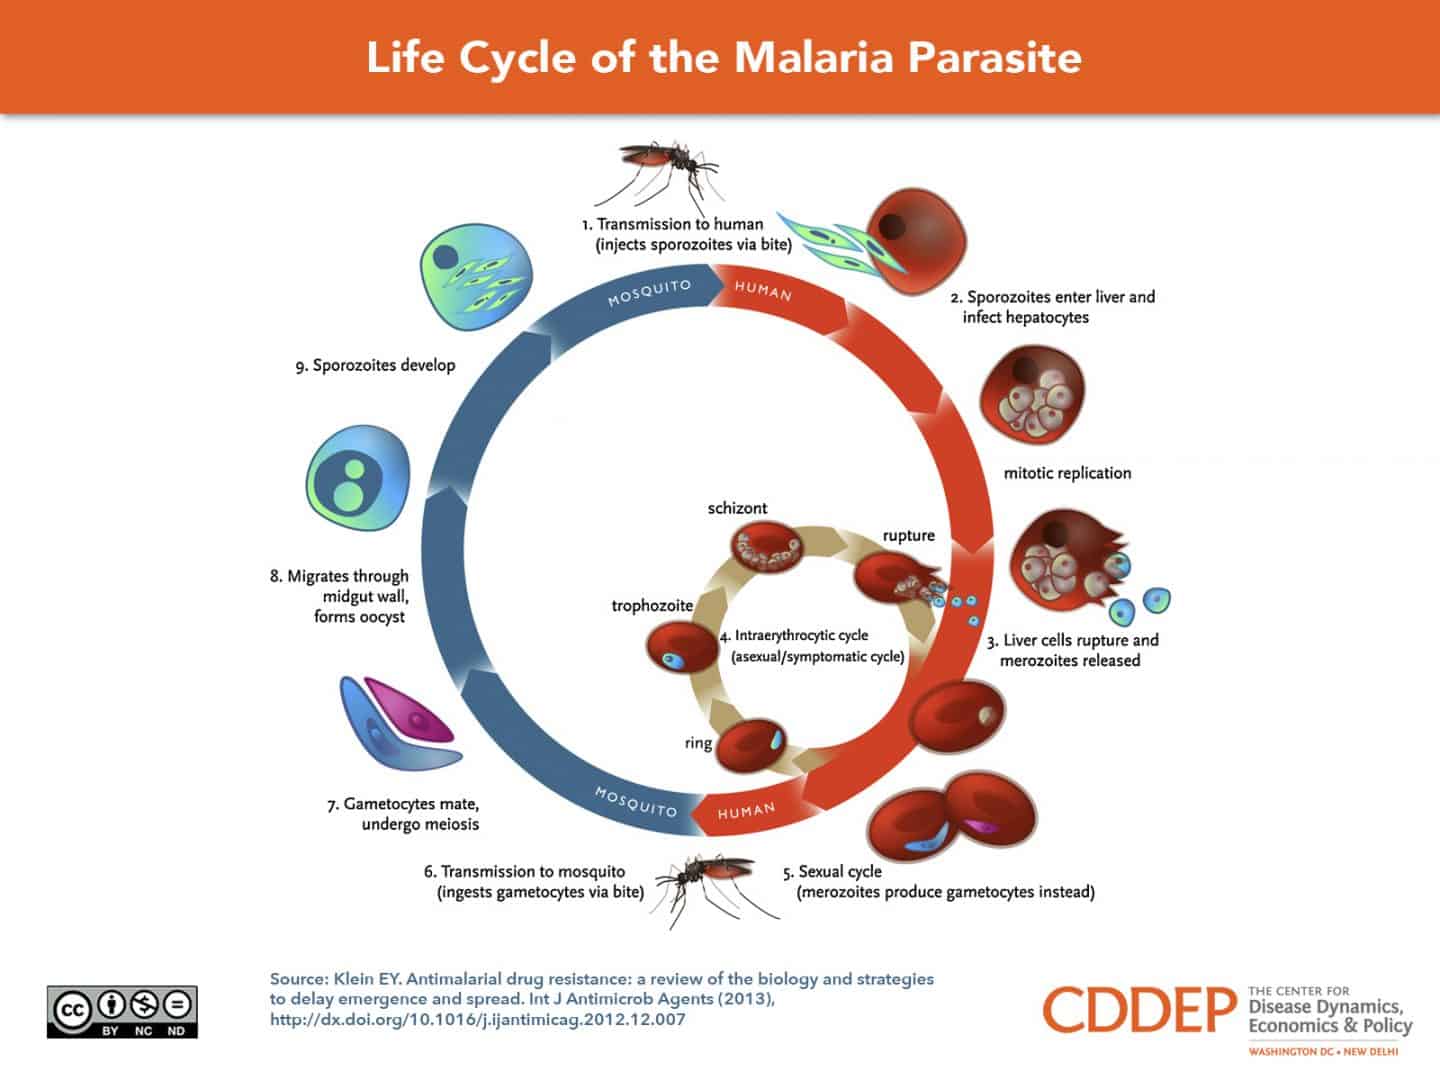 Life Cycle of the Malaria Parasite
1. Transmission to human
(injects sporozoites via bite)
MOSQUITO
HUMAN
2. Sporozoites enter liver and
infect hepatocytes
mitotic replication
3. Liver cells rupture and
merozoites released
schizont
rupture
trophozoite
4. Intraerythrocytic cycle
(asexual/symptomatic cycle)
ring
5. Sexual cycle
(merozoites produce gametocytes instead)
HUMAN
MOSQUITO
6. Transmission to mosquito
(ingests gametocytes via bite)
7. Gametocytes mate,
undergo meiosis
8. Migrates through
midgut wall,
forms oocyst
9. Sporozoites develop
cc
BY NC ND
Source: Klein EY. Antimalarial drug resistance: a review of the biology and strategies
to delay emergence and spread. Int J Antimicrob Agents (2013),
http://dx.doi.org/10.1016/j.ijantimicag.2012.12.007
CDDEP
THE CENTER FOR
Disease Dynamics,
Economics & Policy
WASHINGTON DC • NEW DELHI